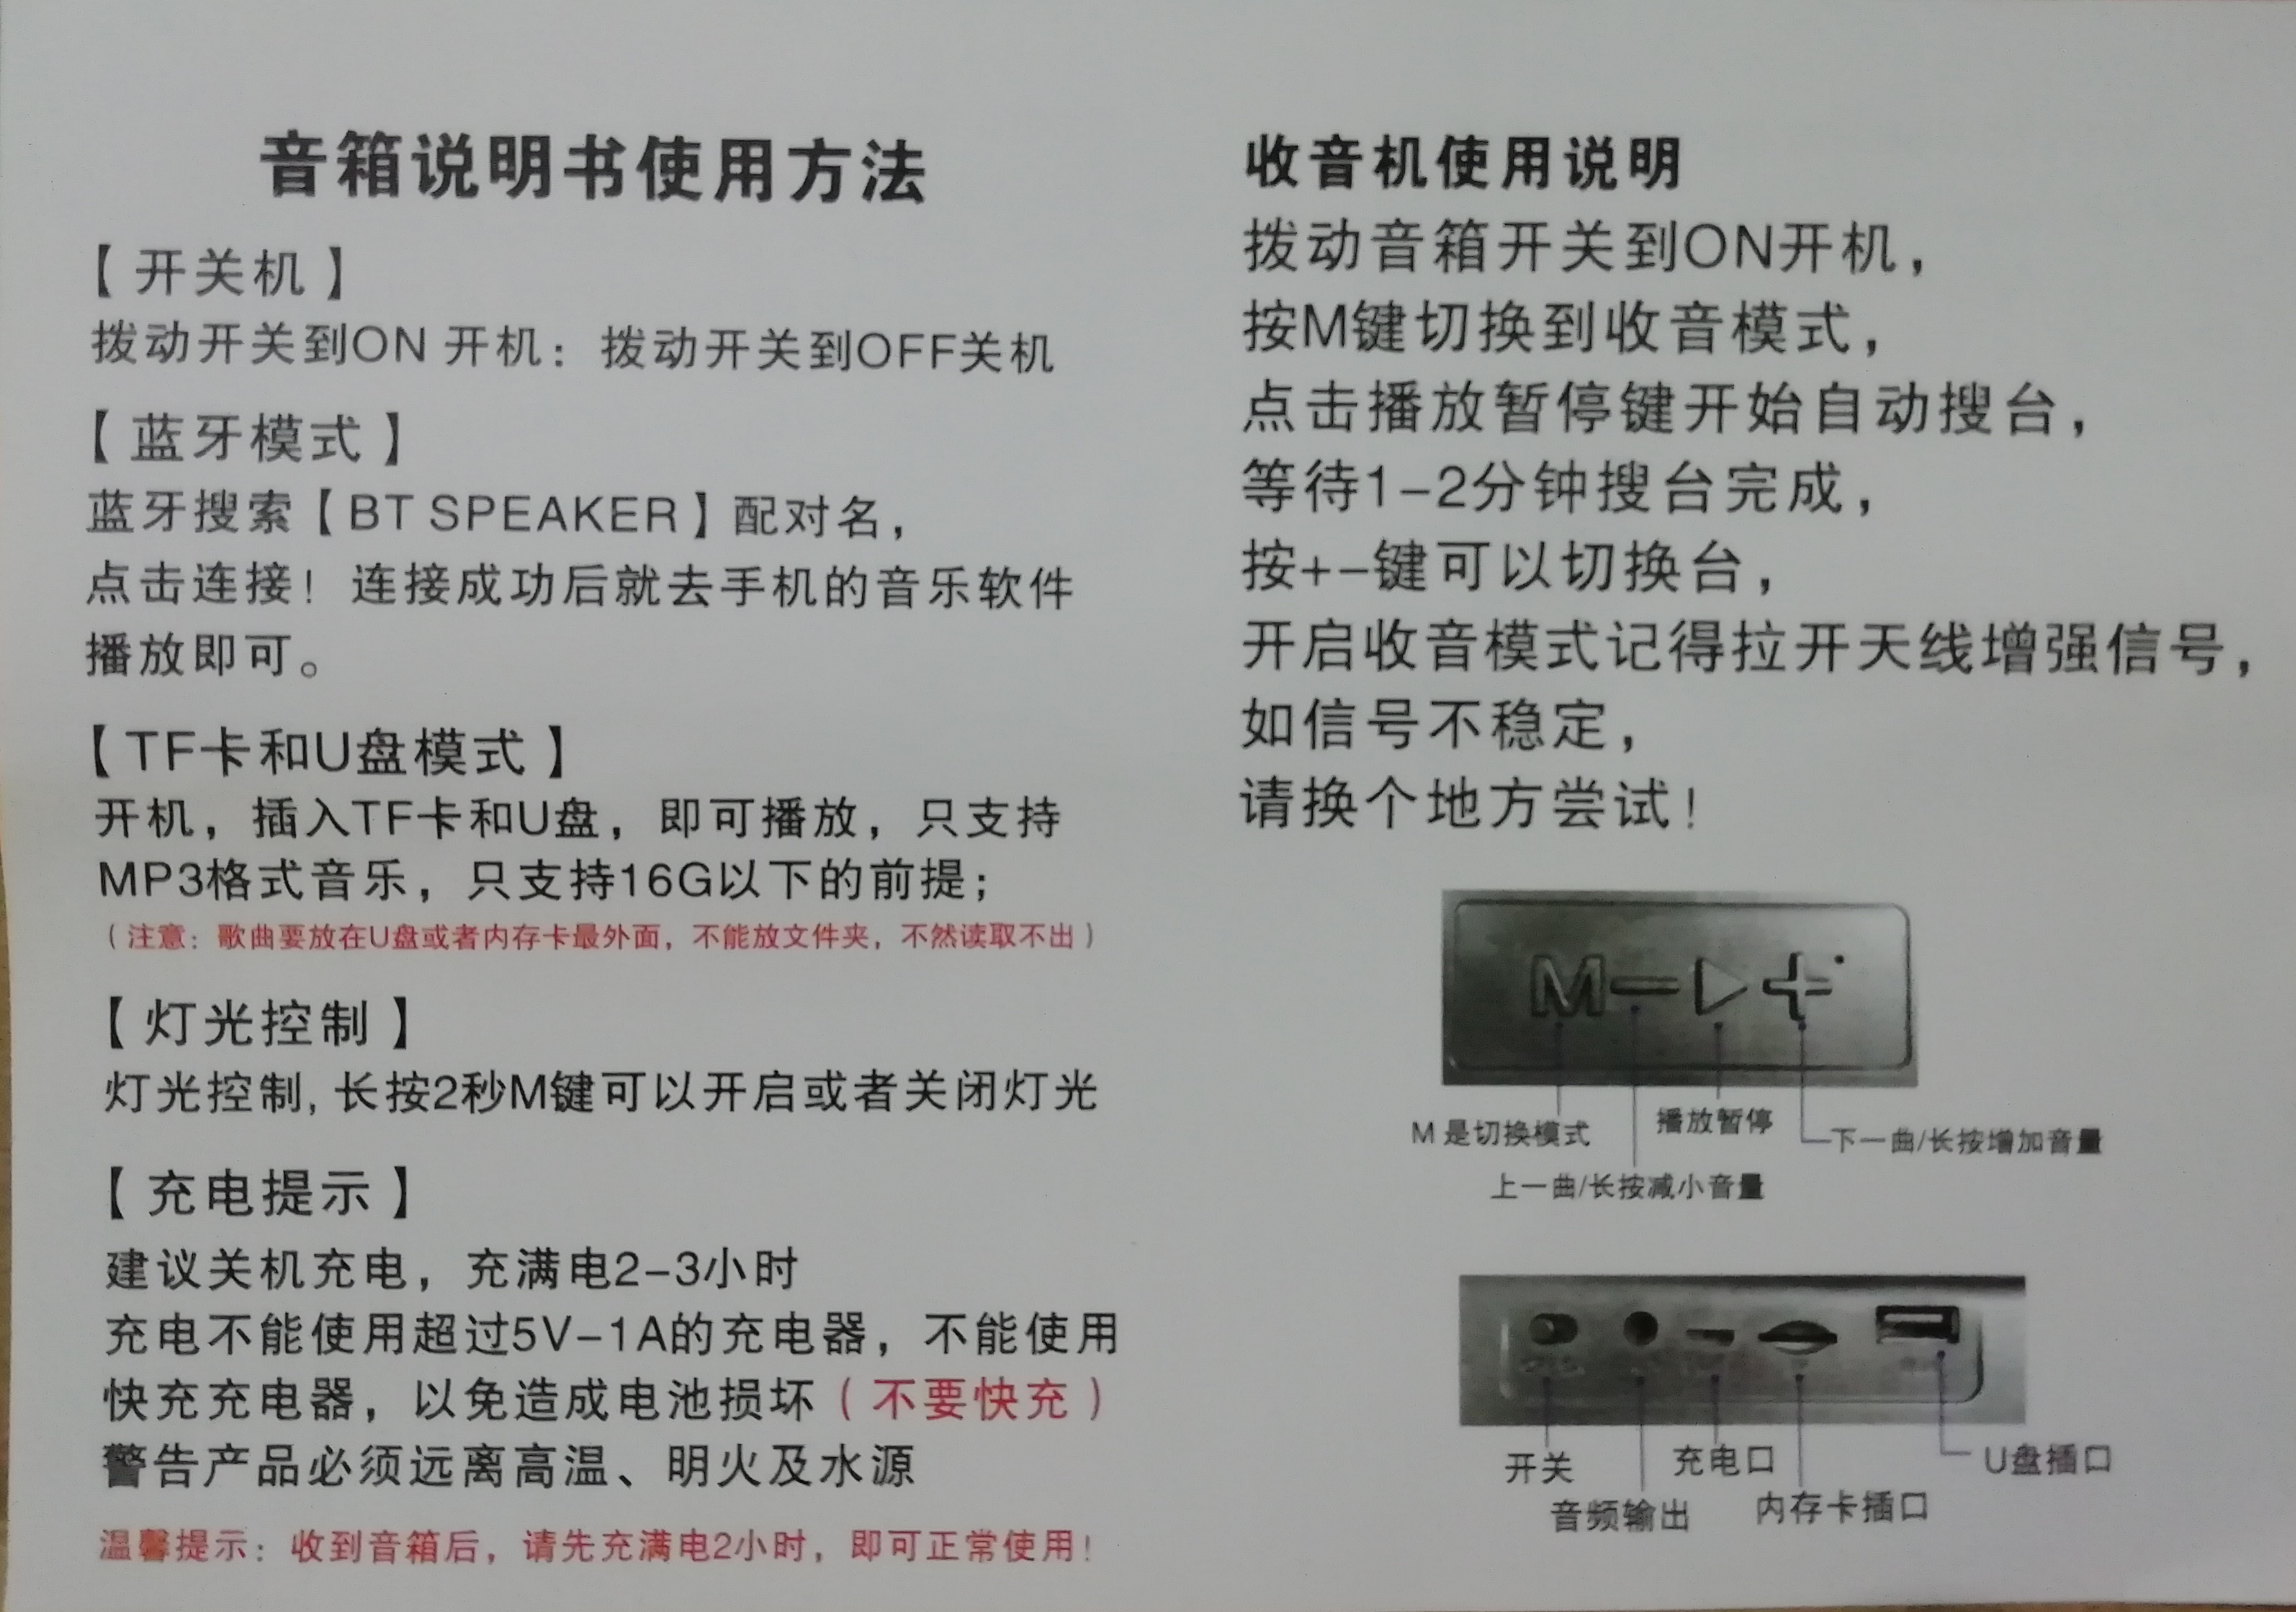 音箱说明书使用方法
【开关机】
拨动开关到ON 开机：拨动开关到OFF关机
【蓝牙模式】
蓝牙搜索【BT SPEAKER】配对名，
点击连接！连接成功后就去手机的音乐软件
播放即可。
【TF卡和U盘模式】
开机，插入TF卡和U盘，即可播放，只支持
MP3格式音乐，只支持16G以下的前提；
（注意：歌曲要放在U盘或者内存卡最外面，不能放文件夹，不然读取不出）
【灯光控制】
灯光控制, 长按2秒M键可以开启或者关闭灯光
【充电提示】
建议关机充电，充满电2-3小时
充电不能使用超过5V-1A的充电器，不能使用
快充充电器，以免造成电池损坏（不要快充）
警告产品必须远离高温、明火及水源
温馨提示：收到音箱后，请先充满电2小时，即可正常使用！
收音机使用说明
拨动音箱开关到ON开机，
按M键切换到收音模式，
点击播放暂停键开始自动搜台，
等待1-2分钟搜台完成，
按+-键可以切换台，
开启收音模式记得拉开天线增强信号，
如信号不稳定，
请换个地方尝试！
M
M 是切换模式
播放暂停
下一曲/长按增加音量
上一曲/长按减小音量
开关
充电口
U盘插口
音频输出
内存卡插口